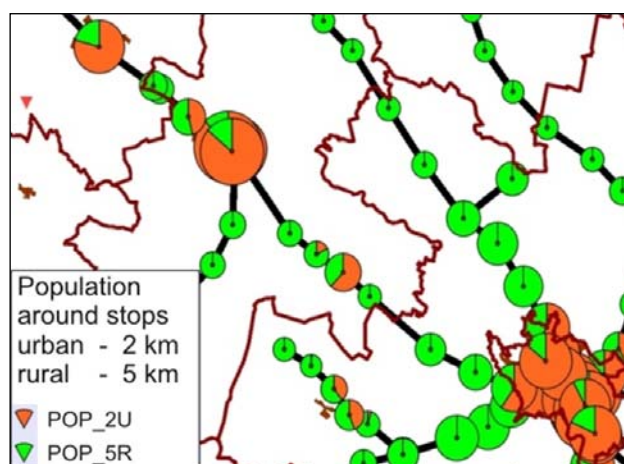 Population
around stops
urban - 2 km
rural - 5 km
POP_2U
POP_5R